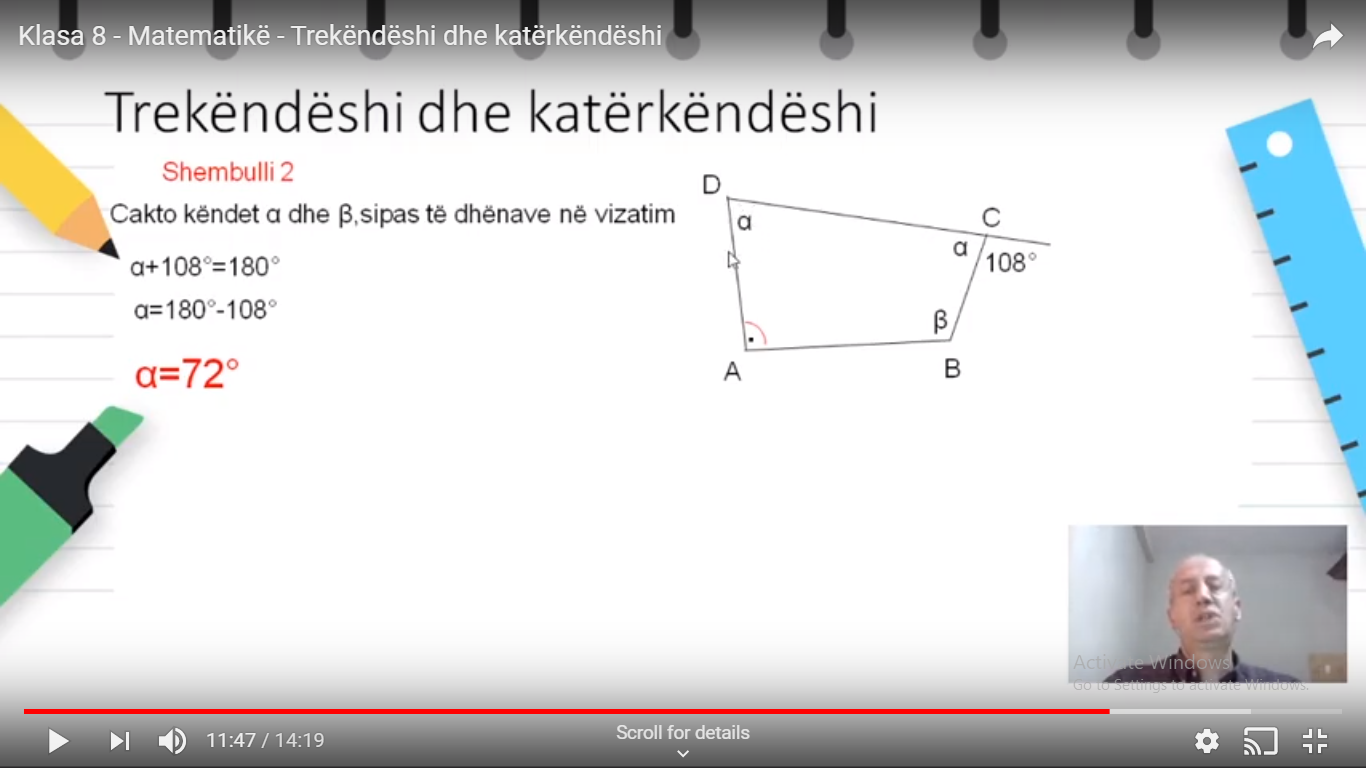 Klasa 8 - Matematikë - Trekëndëshi dhe katërkëndëshi
Trekëndëshi dhe katërkëndëshi
Shembulli 2
Cakto këndet α dhe β,sipas të dhënave në vizatim
α+108°=180°
α=180°-108°
α=72°
D
α
C
α
108°
β
A
B
Activate Windows
Go to Settings to activate Windows.
11:47 / 14:19
Scroll for details